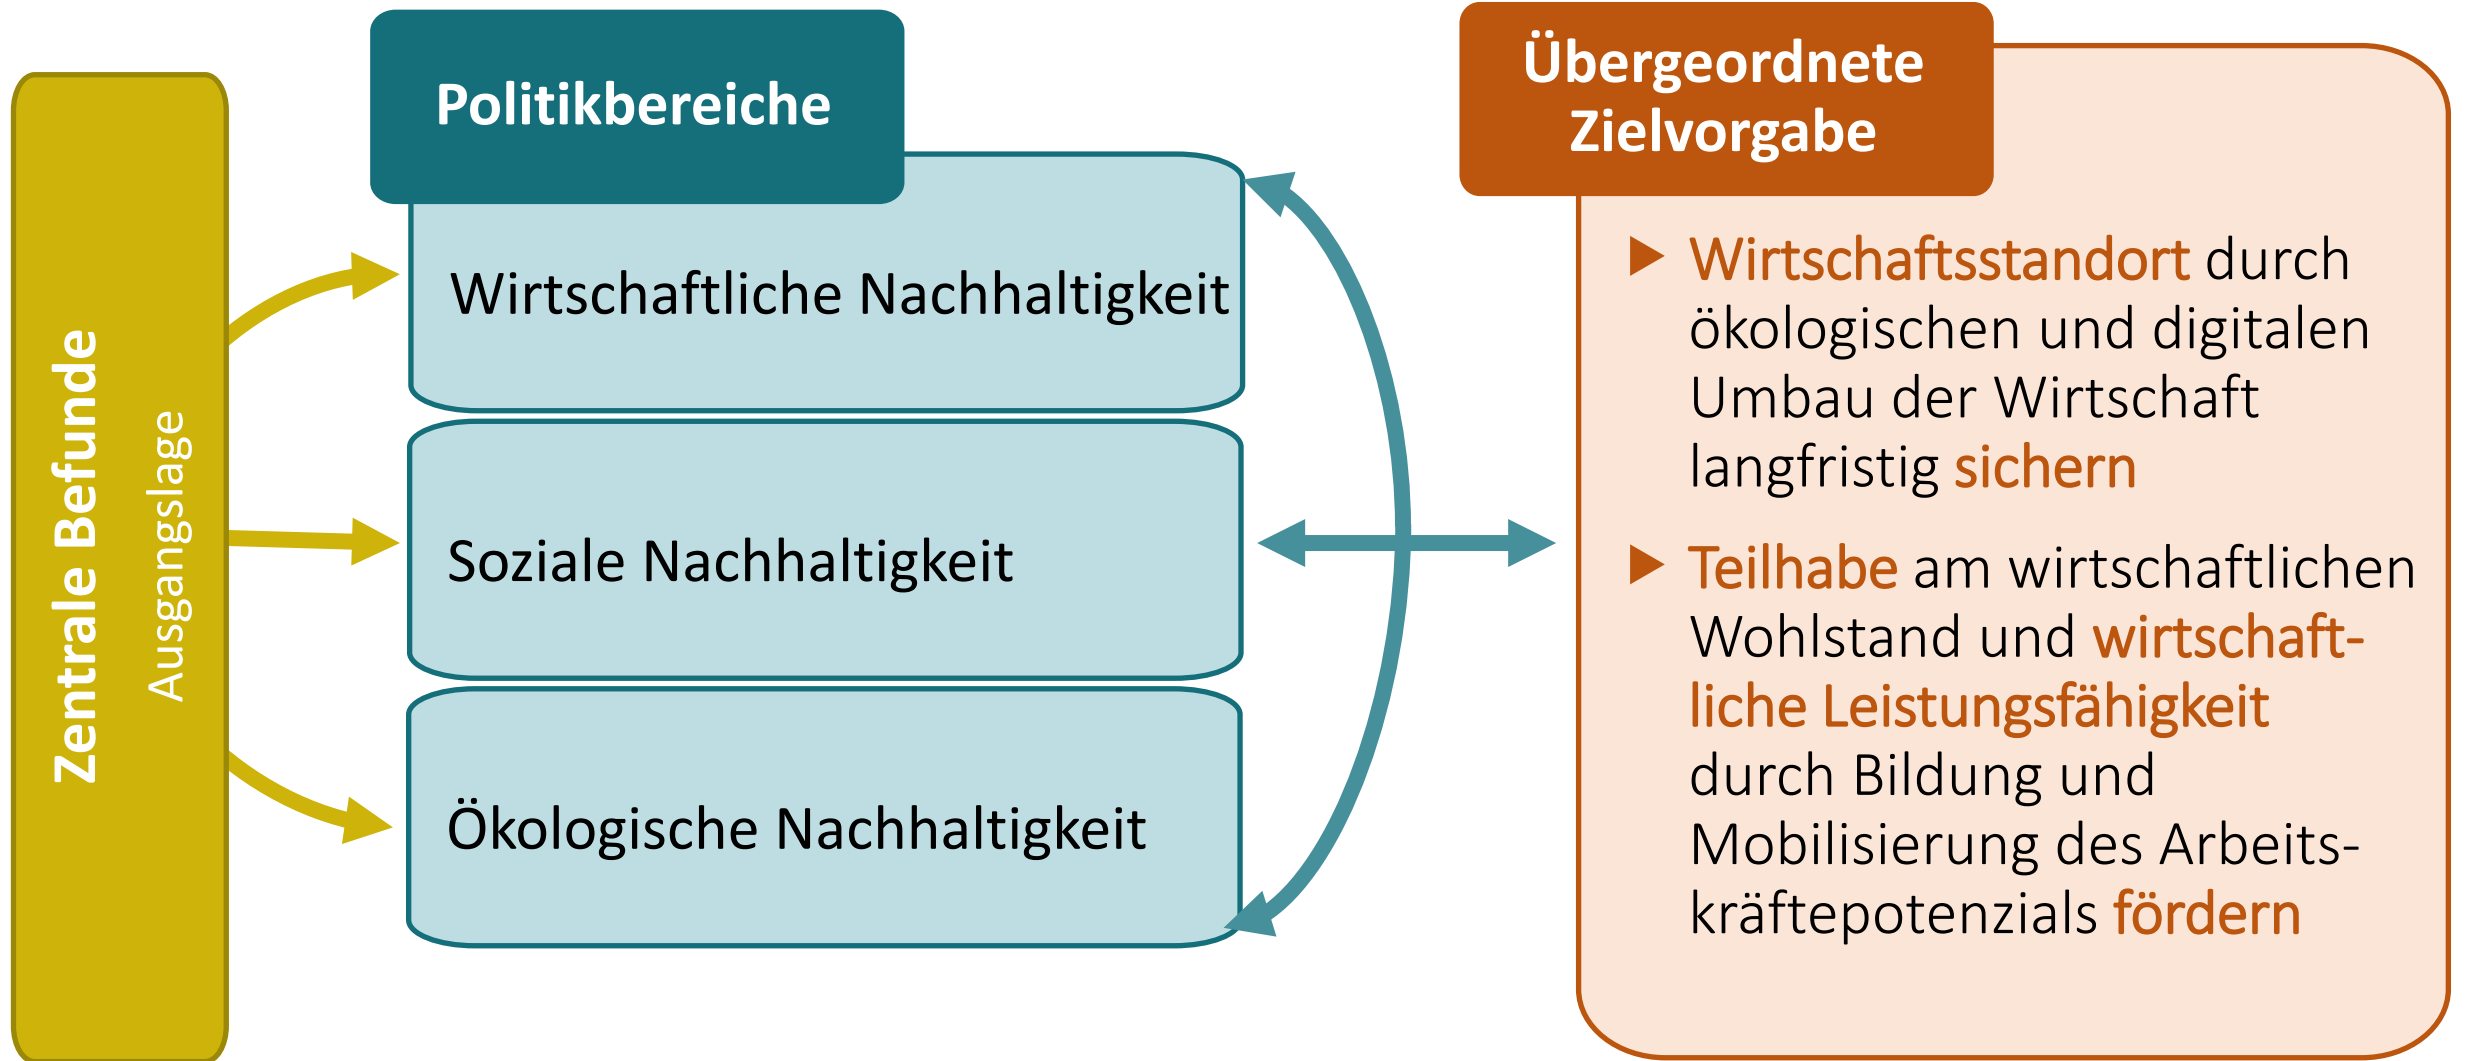 Zentrale Befunde
Ausgangslage
Politikbereiche
Wirtschaftliche Nachhaltigkeit
Soziale Nachhaltigkeit
Ökologische Nachhaltigkeit
Übergeordnete
Zielvorgabe
Wirtschaftsstandort durch
ökologischen und digitalen
Umbau der Wirtschaft
langfristig sichern
Teilhabe am wirtschaftlichen
Wohlstand und wirtschaft-
liche Leistungsfähigkeit
durch Bildung und
Mobilisierung des Arbeits-
kräftepotenzials fördern